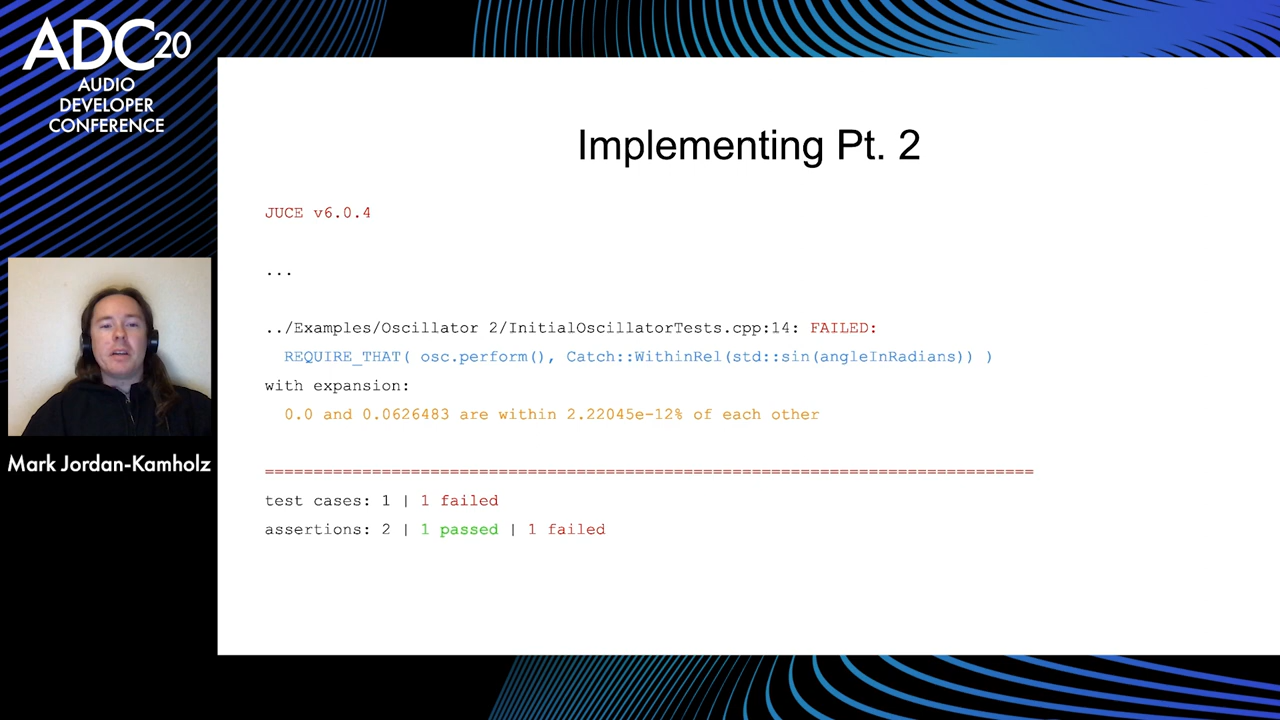 ADC20
AUDIO
DEVELOPER
CONFERENCE
Implementing Pt. 2
JUCE v6.0.4
...
../Examples/Oscillator 2/InitialOscillatorTests.cpp:14: FAILED:
REQUIRE_THAT( osc.perform(), Catch::WithinRel(std::sin(angleInRadians)) )
with expansion:
0.0 and 0.0626483 are within 2.22045e-12% of each other
===============================================================================
test cases: 1 | 1 failed
assertions: 2 | 1 passed | 1 failed
Mark Jordan-Kamholz